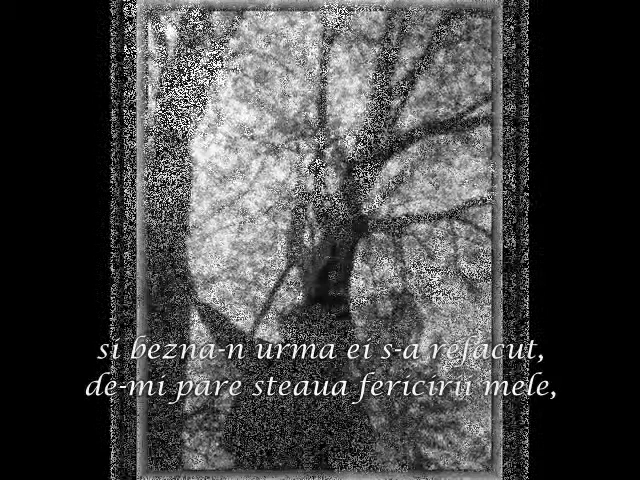 si bezna-n urma ei s-a refacut,
de-mi pare steaua fericirii mele,